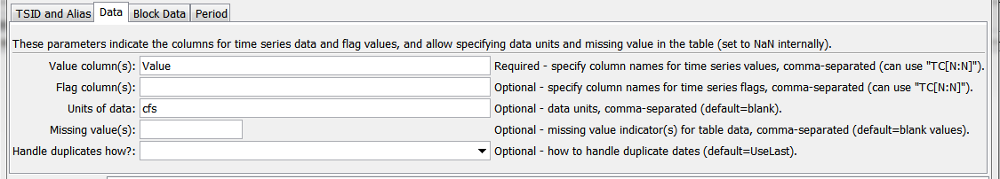 TSID and Alias Data Block Data Period
These parameters indicate the columns for time series data and flag values, and allow specifying data units and missing value in the table (set to NaN internally).
Value column(s): Value Required - specify column names for time series values, comma-separated (can use "TC[N:N]").
Flag column(s): Optional - specify column names for time series flags, comma-separated (can use "TC[N:N]").
Units of data: cfs Optional - data units, comma-separated (default=blank).
Missing value(s): Optional - missing value indicator(s) for table data, comma-separated (default=blank values).
Handle duplicates how?: Optional - how to handle duplicate dates (default=UseLast).